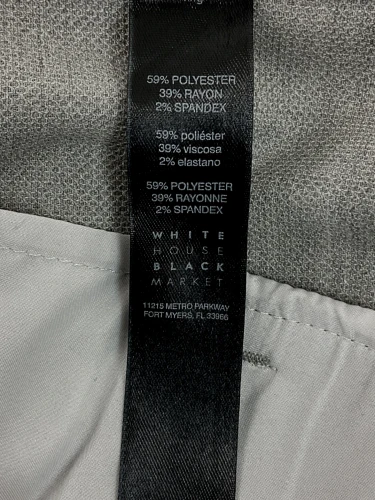 59% POLYESTER
39% RAYON
2% SPANDEX
59% poliéster
39% viscosa
2% elastano
59% POLYESTER
39% RAYONNE
2% SPANDEX
WHITE
HOUSE
BLACK
MARKET
11215 METRO PARKWAY
FORT MYERS, FL 33966